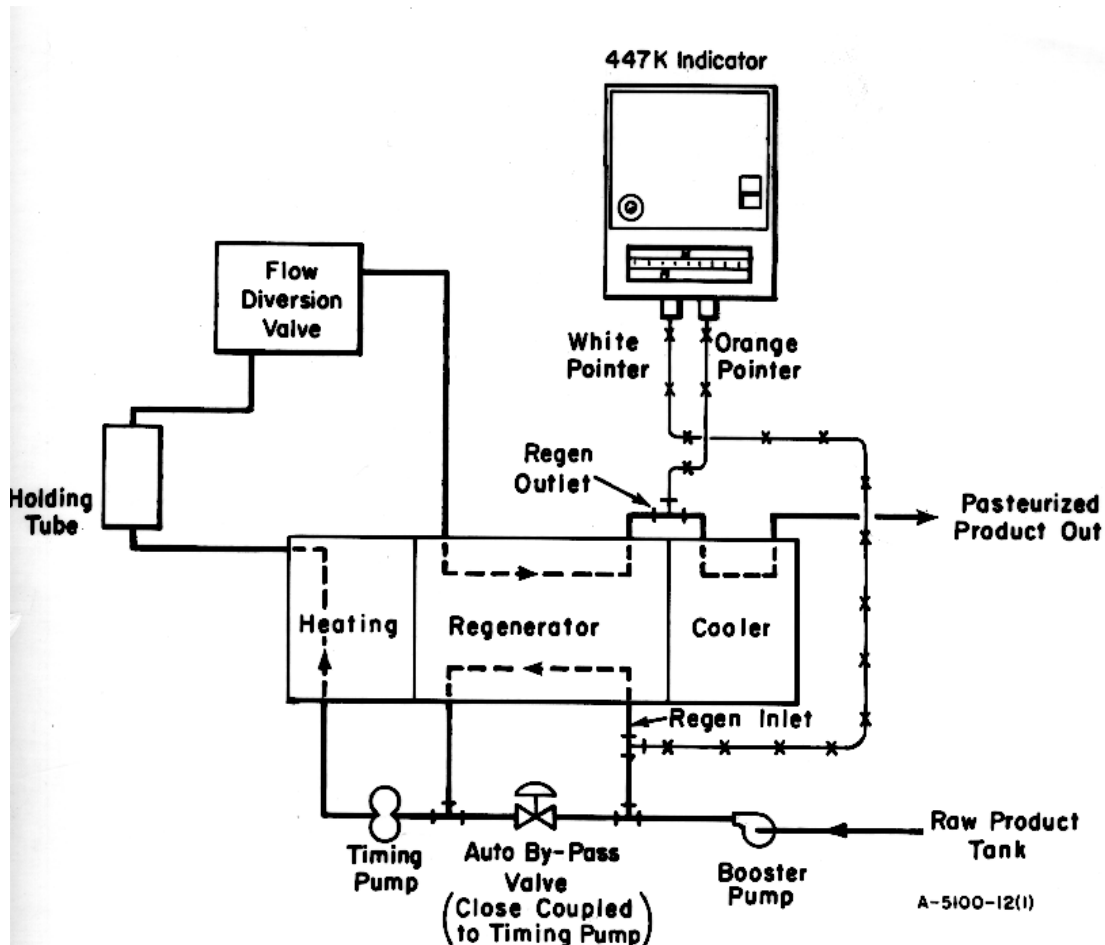 447K Indicator
Flow
Diversion
Valve
White
Pointer
Orange
Pointer
Regen
Outlet
Holding
Tube
Pasteurized
Product Out
Heating
Regenerator
Cooler
Regen Inlet
Timing
Pump
Auto By-Pass
Valve
(Close Coupled
to Timing Pump)
Booster
Pump
Raw Product
Tank
A-5100-12(1)